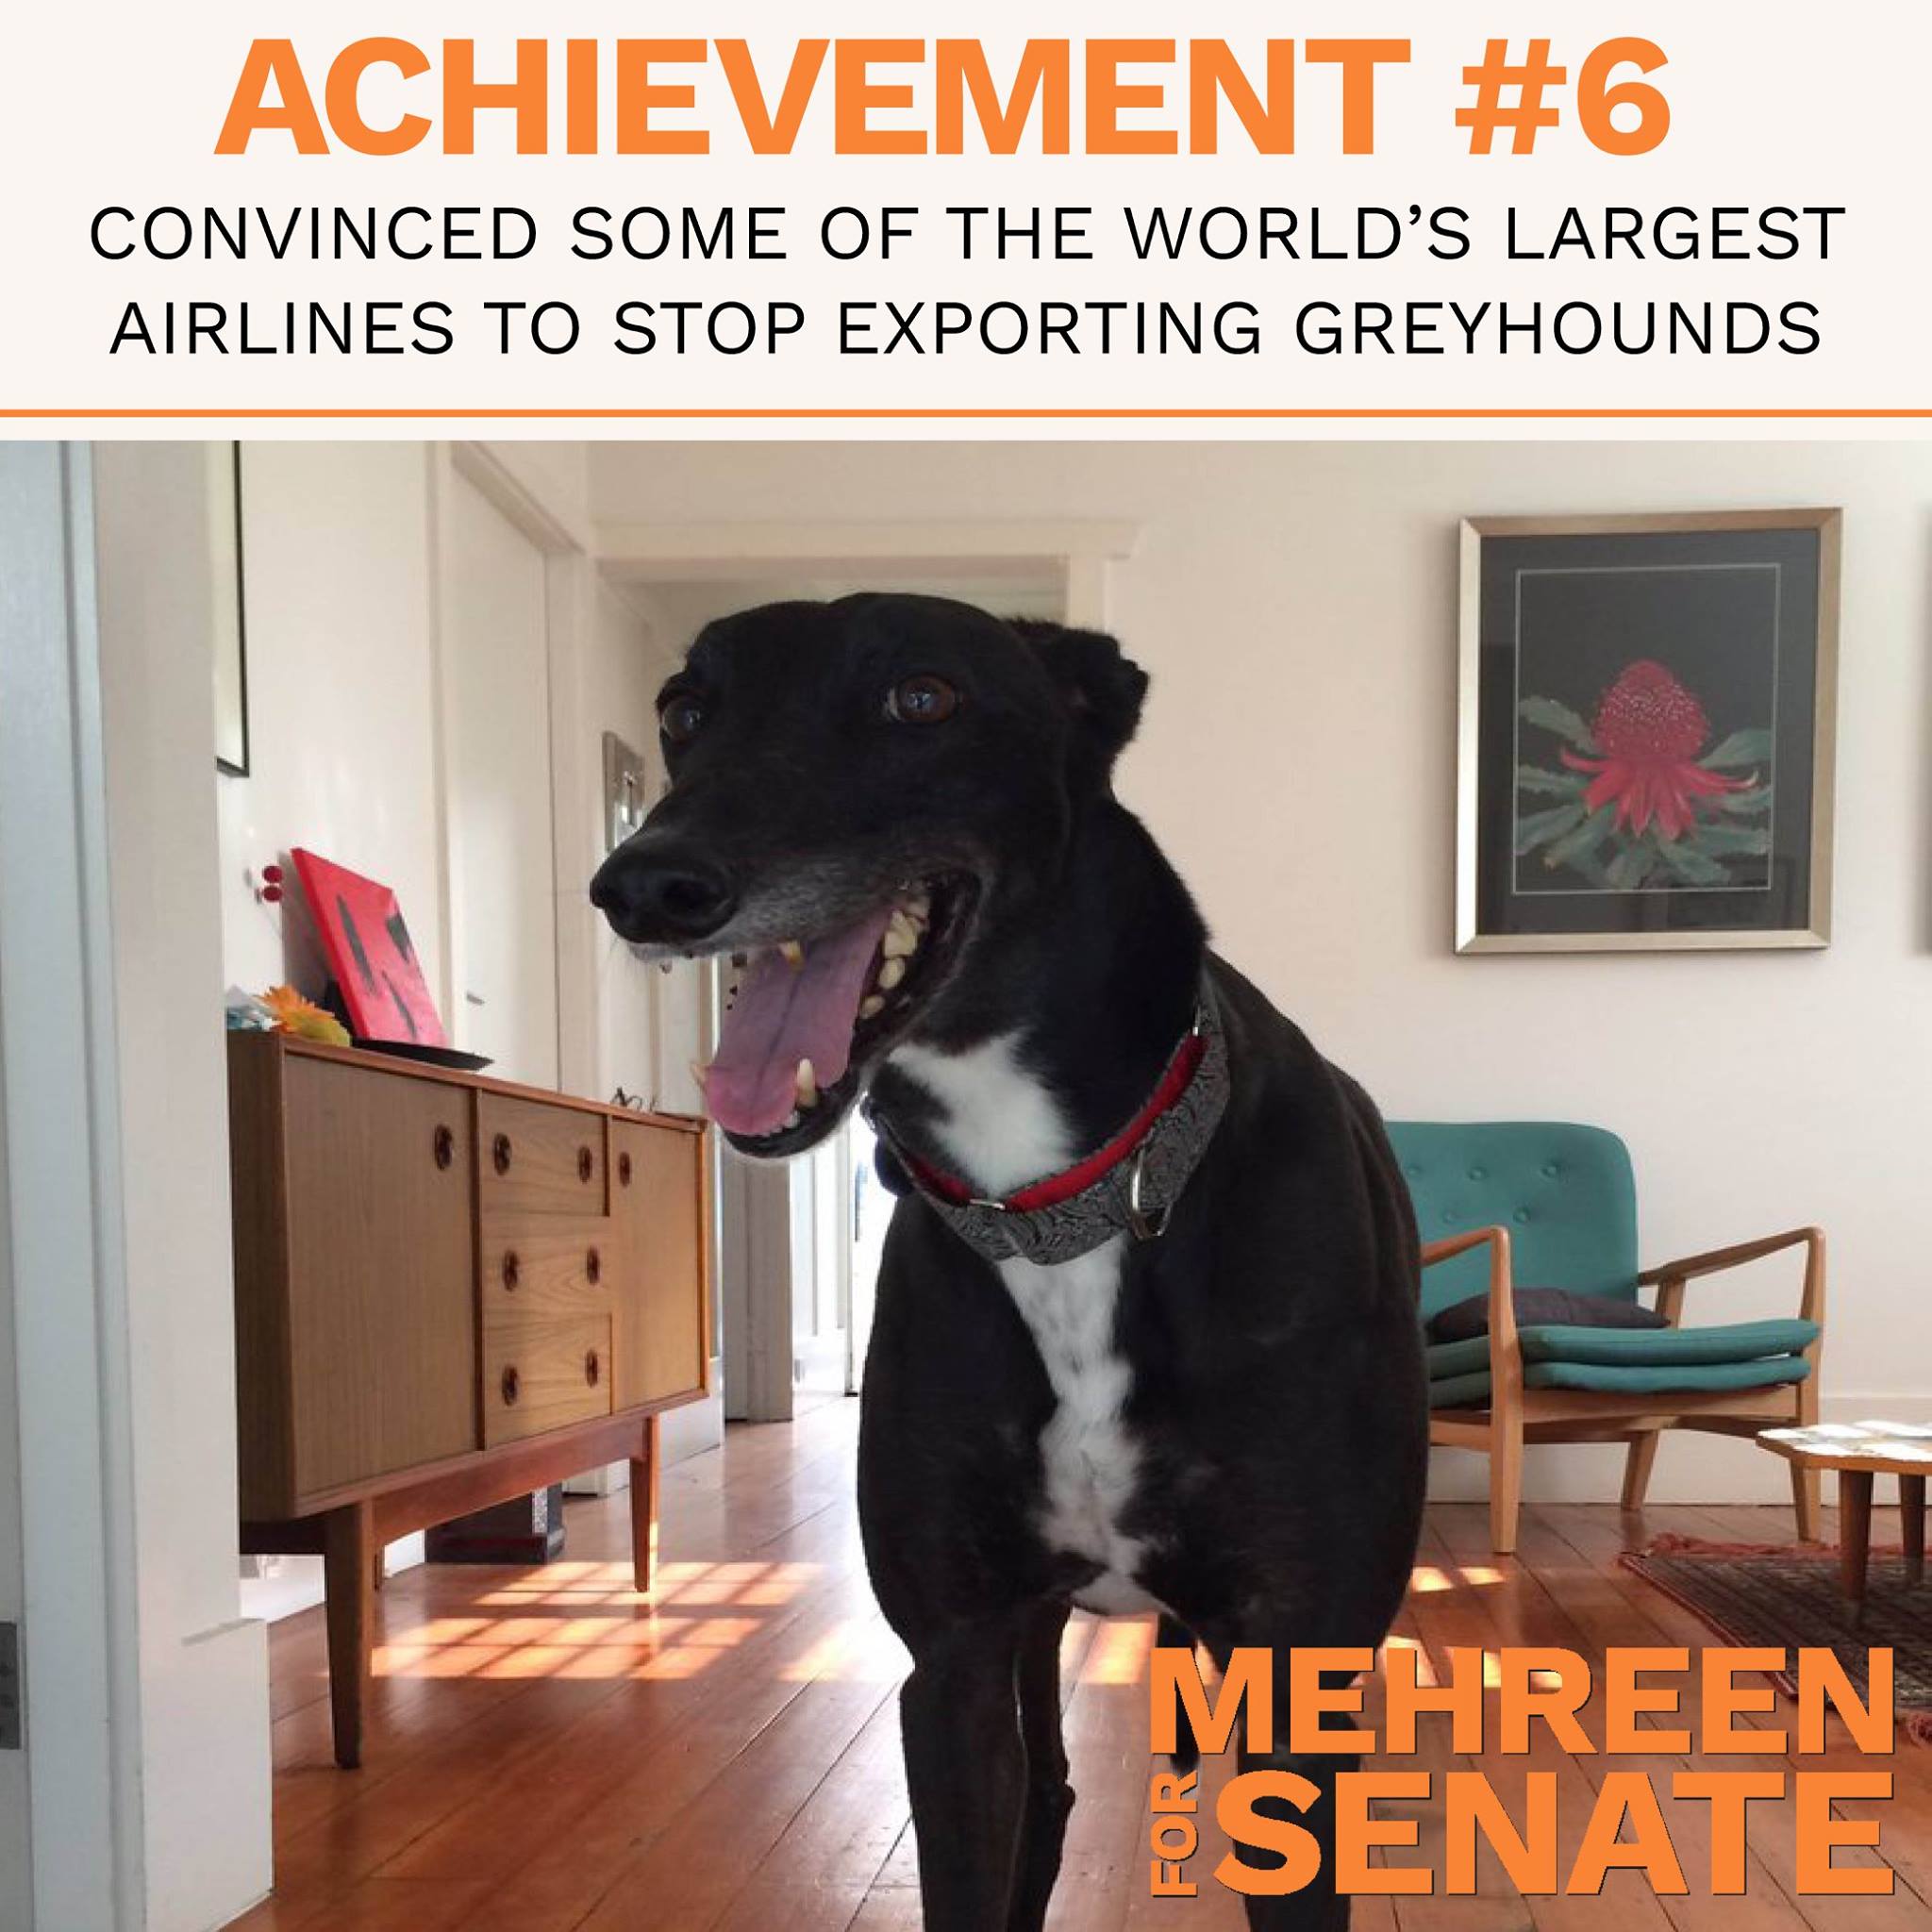 ACHIEVEMENT #6
CONVINCED SOME OF THE WORLD’S LARGEST
AIRLINES TO STOP EXPORTING GREYHOUNDS
MEHREEN
FOR SENATE